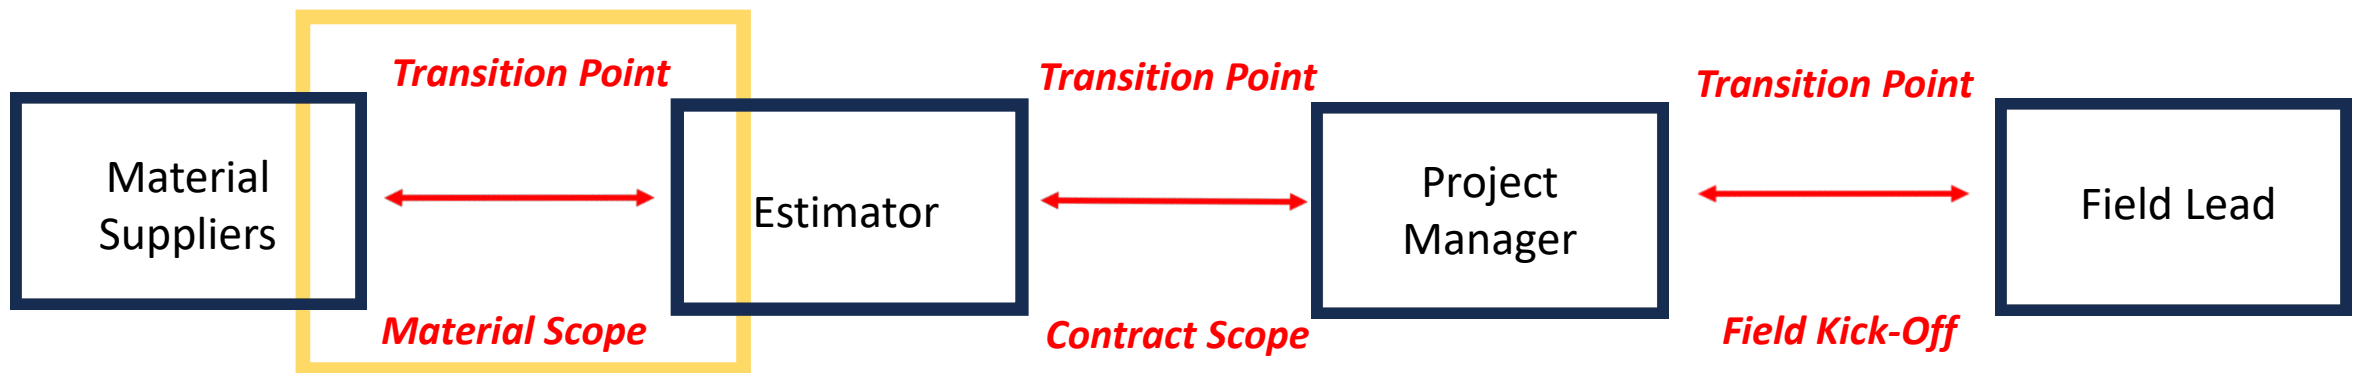 Transition Point
Transition Point
Transition Point
Material
Suppliers
Estimator
Project
Manager
Field Lead
Material Scope
Contract Scope
Field Kick-Off